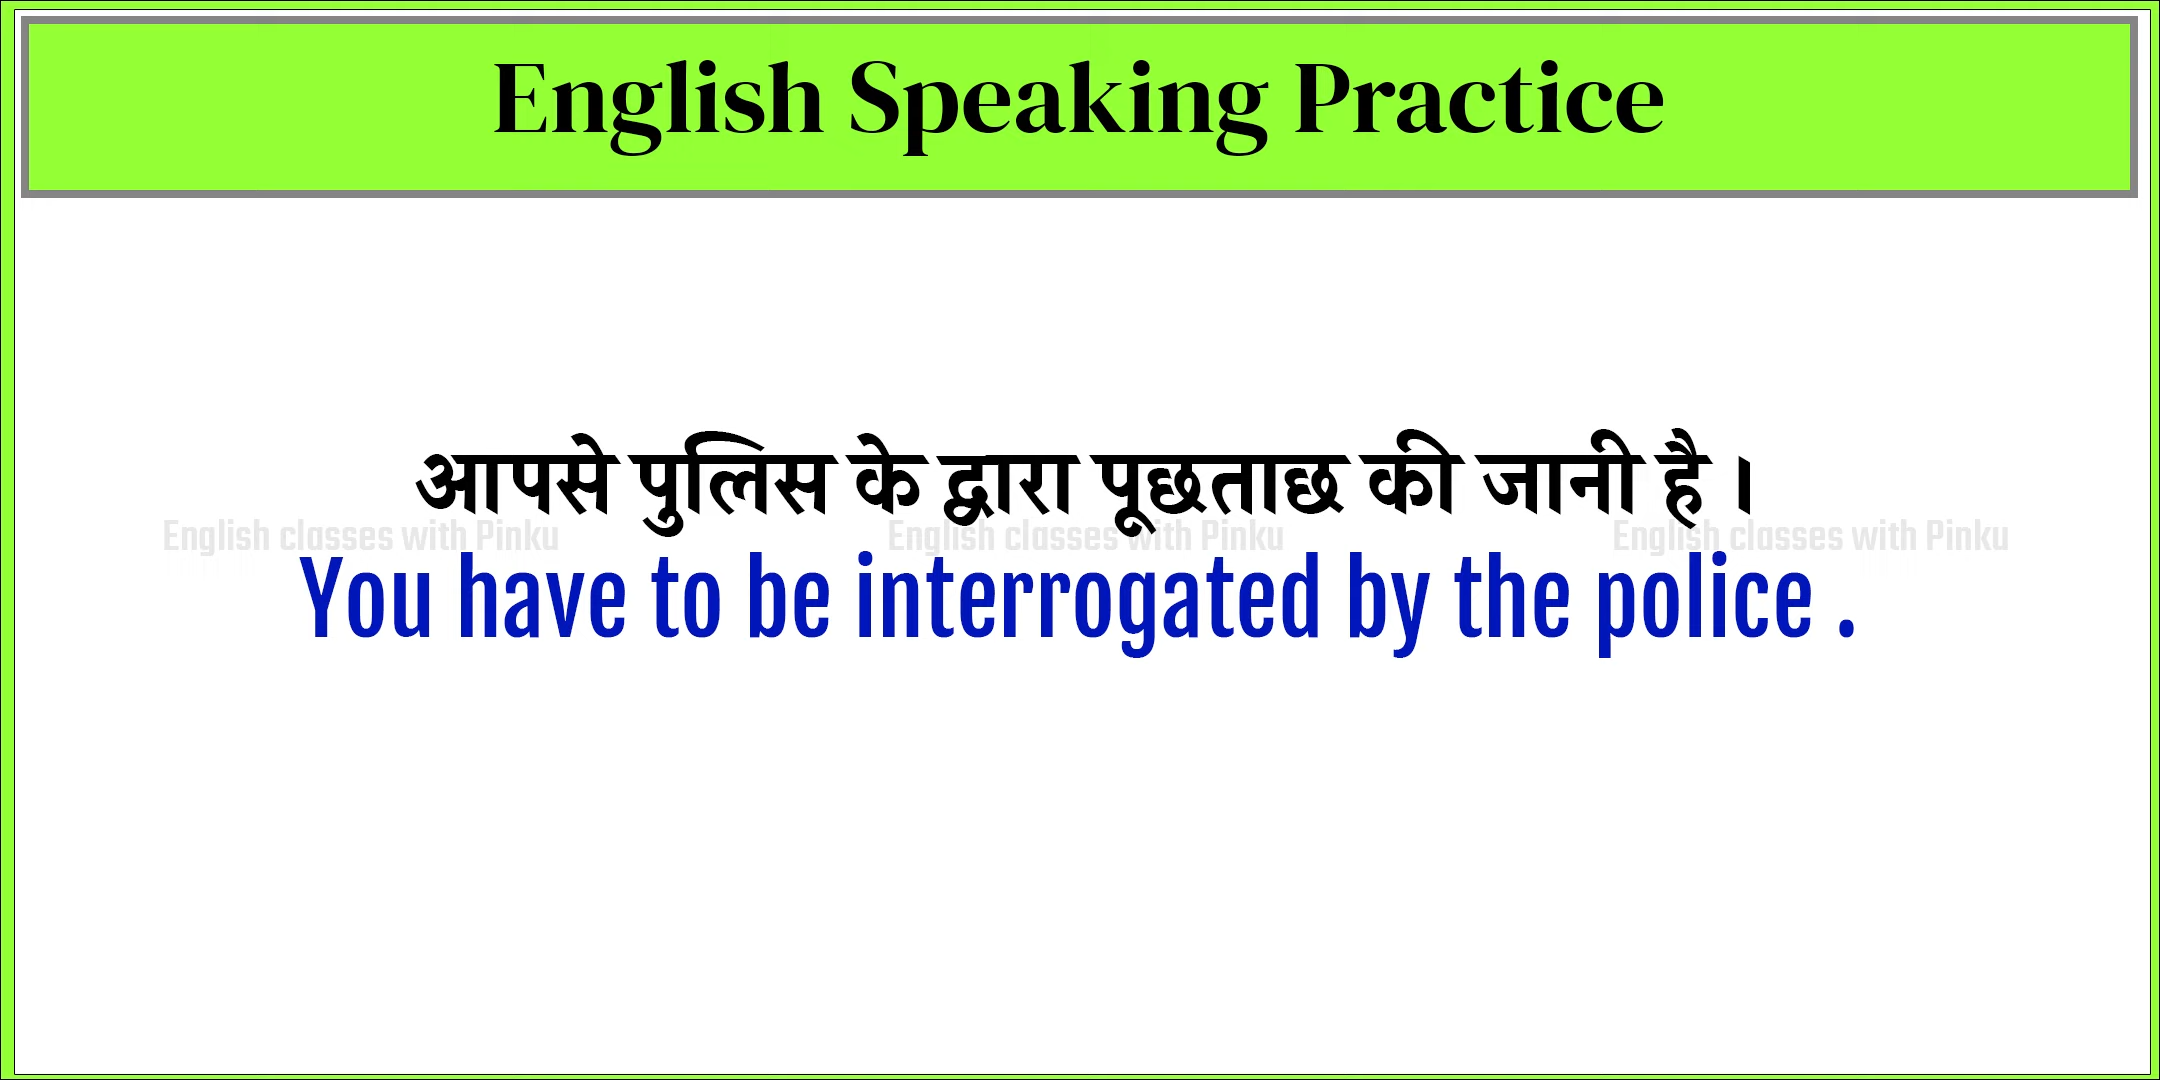 English Speaking Practice
आपसे पुलिस के द्वारा पूछताछ की जानी है ।
English classes with Pinku English classes with Pinku English classes with Pinku
You have to be interrogated by the police .